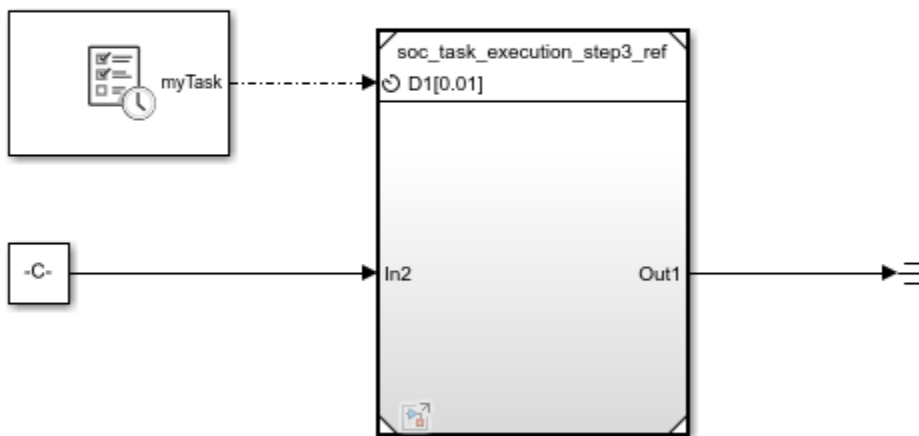 soc_task_execution_step3_ref
myTask
D1[0.01]
-C-
In2
Out1